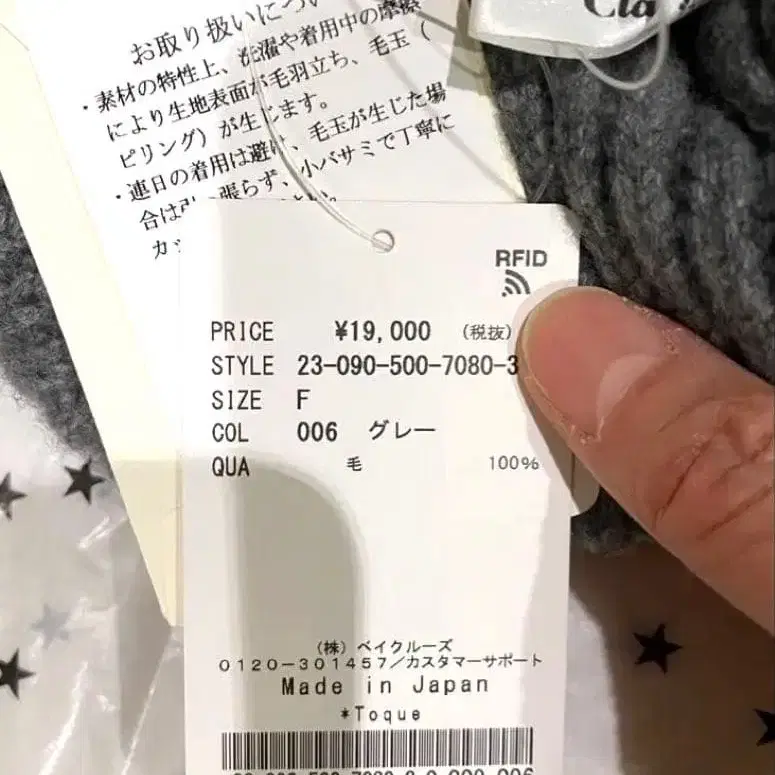 お取り扱いについ
・素材の特性上、洗濯や着用中の摩擦
により生地表面が毛羽立ち、毛玉(
ピリング)が生じます。
・連日の着用は避け、毛玉が生じた場
合は引 張らず、小バサミで丁寧に
カッ
Cla
RFID
PRICE ¥19,000 (税抜)
STYLE 23-090-500-7080-3
SIZE F
COL 006 グレー
QUA 毛 100%
(株) ベイクルーズ
0120-301457/カスタマーサポート
Made in Japan
*Toque